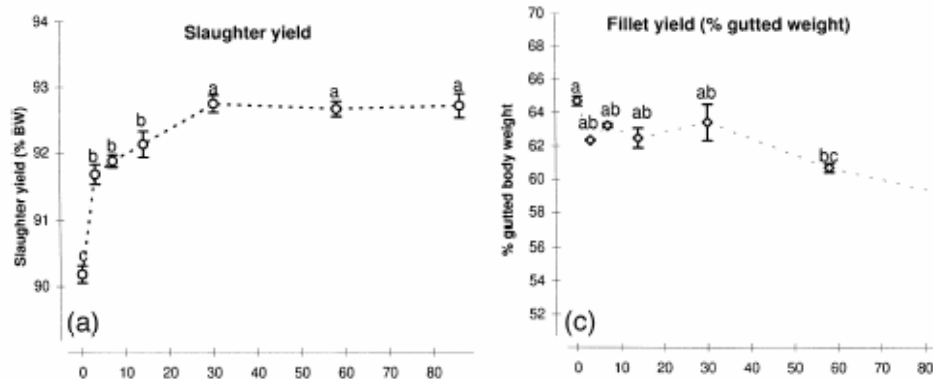 Slaughter yield
Slaughter yield (% BW)
94
93
92
91
90
c
b
b
b
a
a
a
(a)
0
10
20
30
40
50
60
70
80
Fillet yield (% gutted weight)
% gutted body weight
70
68
66
64
62
60
58
56
54
52
a
ab
ab
ab
ab
bc
(c)
0
10
20
30
40
50
60
70
80